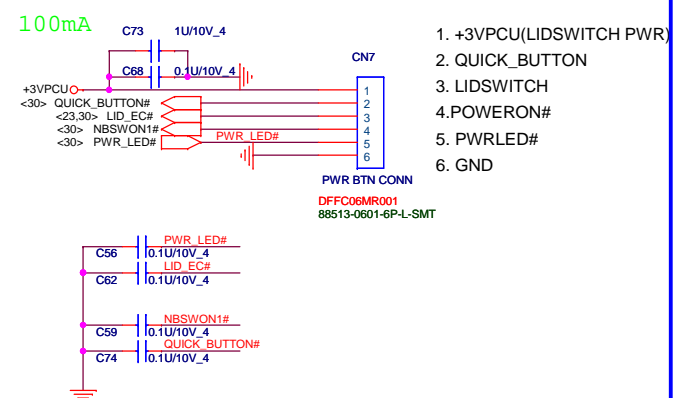 100mA
C73 1U/10V_4
C68 0.1U/10V_4
CN7
+3VPCU
<30> QUICK_BUTTON#
<23,30> LID_EC#
<30> NBSWON1#
<30> PWR_LED#
PWR_LED#
1
2
3
4
5
6
PWR BTN CONN
DFFC06MR001
88513-0601-6P-L-SMT
1. +3VPCU(LIDSWITCH PWR)
2. QUICK_BUTTON
3. LIDSWITCH
4.POWERON#
5. PWRLED#
6. GND
PWR_LED#
C56 0.1U/10V_4
LID_EC#
C62 0.1U/10V_4
NBSWON1#
C59 0.1U/10V_4
QUICK_BUTTON#
C74 0.1U/10V_4